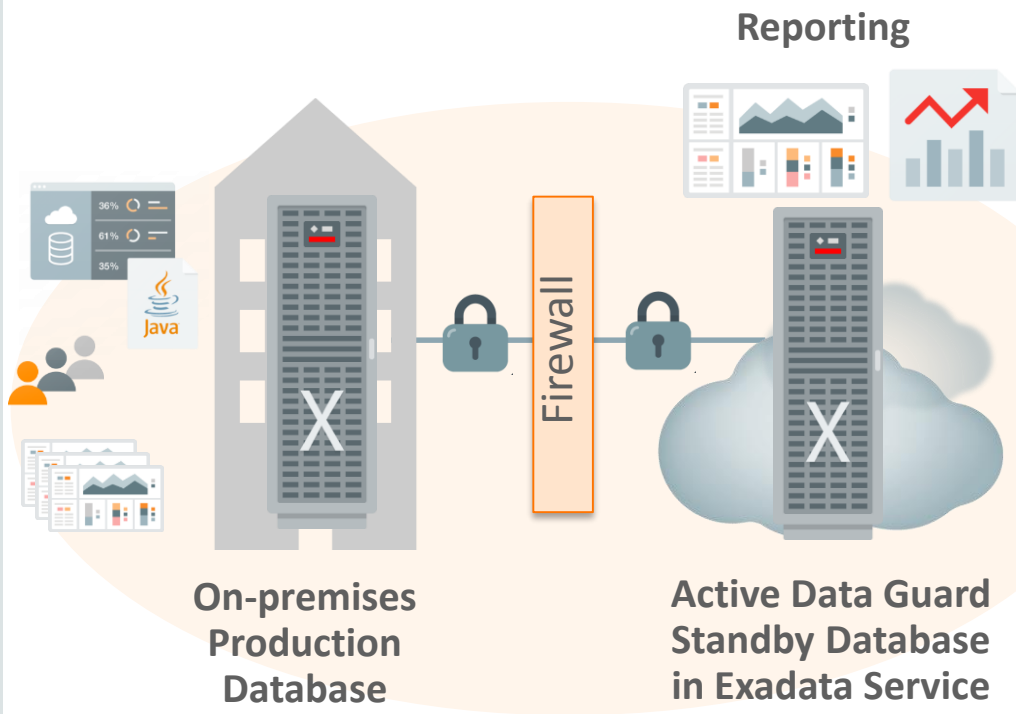 Reporting
36%
61%
35%
Java
Firewall
X
X
On-premises
Production
Database
Active Data Guard
Standby Database
in Exadata Service